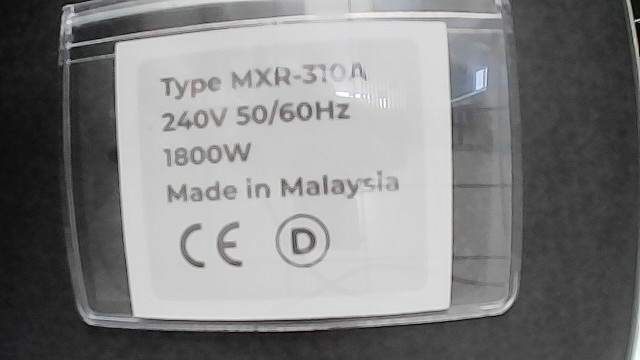 Type MXR-310A
240V 50/60Hz
1800W
Made in Malaysia
CE D